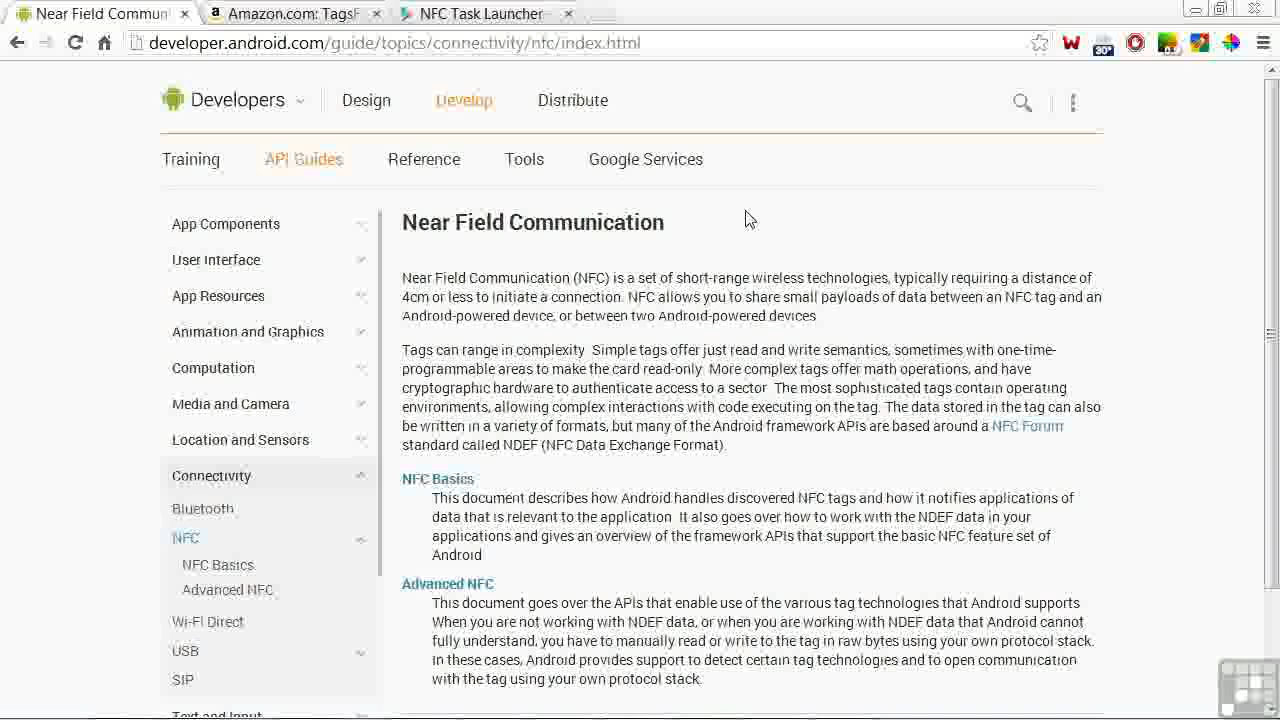 Near Field Commun
Amazon.com: TagsF
NFC Task Launcher
developer.android.com/guide/topics/connectivity/nfc/index.html
W
30°
Developers
Design
Develop
Distribute
Training
API Guides
Reference
Tools
Google Services
App Components
User Interface
App Resources
Animation and Graphics
Computation
Media and Camera
Location and Sensors
Connectivity
Bluetooth
NFC
NFC Basics
Advanced NFC
Wi-Fi Direct
USB
SIP
Text and Input
Near Field Communication
Near Field Communication (NFC) is a set of short-range wireless technologies, typically requiring a distance of
4cm or less to initiate a connection. NFC allows you to share small payloads of data between an NFC tag and an
Android-powered device, or between two Android-powered devices
Tags can range in complexity Simple tags offer just read and write semantics, sometimes with one-time-
programmable areas to make the card read-only More complex tags offer math operations, and have
cryptographic hardware to authenticate access to a sector The most sophisticated tags contain operating
environments, allowing complex interactions with code executing on the tag. The data stored in the tag can also
be written in a variety of formats, but many of the Android framework APIs are based around a NFC Forum
standard called NDEF (NFC Data Exchange Format).
NFC Basics
This document describes how Android handles discovered NFC tags and how it notifies applications of
data that is relevant to the application It also goes over how to work with the NDEF data in your
applications and gives an overview of the framework APIs that support the basic NFC feature set of
Android
Advanced NFC
This document goes over the APIs that enable use of the various tag technologies that Android supports
When you are not working with NDEF data, or when you are working with NDEF data that Android cannot
fully understand, you have to manually read or write to the tag in raw bytes using your own protocol stack.
In these cases, Android provides support to detect certain tag technologies and to open communication
with the tag using your own protocol stack.